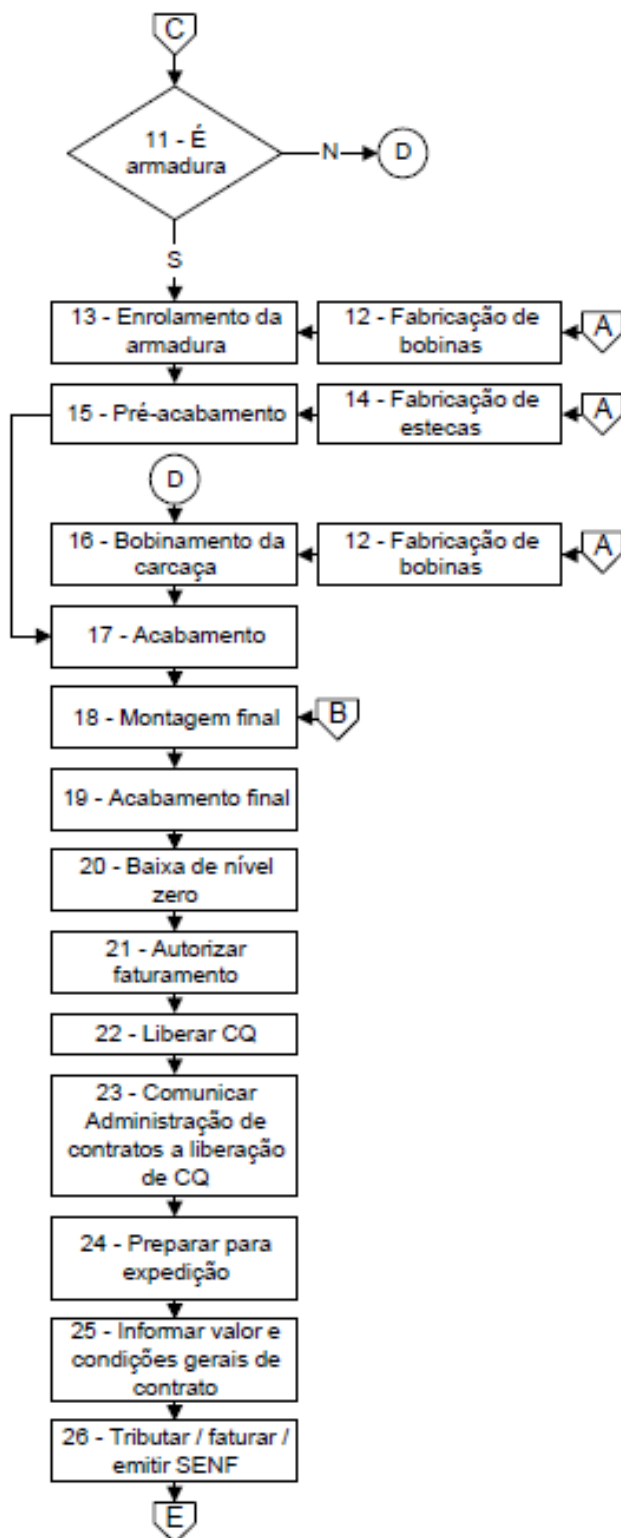 C
11 - É
armadura
N
D
S
13 - Enrolamento da
armadura
12 - Fabricação de
bobinas
A
15 - Pré-acabamento
14 - Fabricação de
estecas
A
D
16 - Bobinamento da
carcaça
12 - Fabricação de
bobinas
A
17 - Acabamento
18 - Montagem final
B
19 - Acabamento final
20 - Baixa de nível
zero
21 - Autorizar
faturamento
22 - Liberar CQ
23 - Comunicar
Administração de
contratos a liberação
de CQ
24 - Preparar para
expedição
25 - Informar valor e
condições gerais de
contrato
26 - Tributar / faturar /
emitir SENF
E